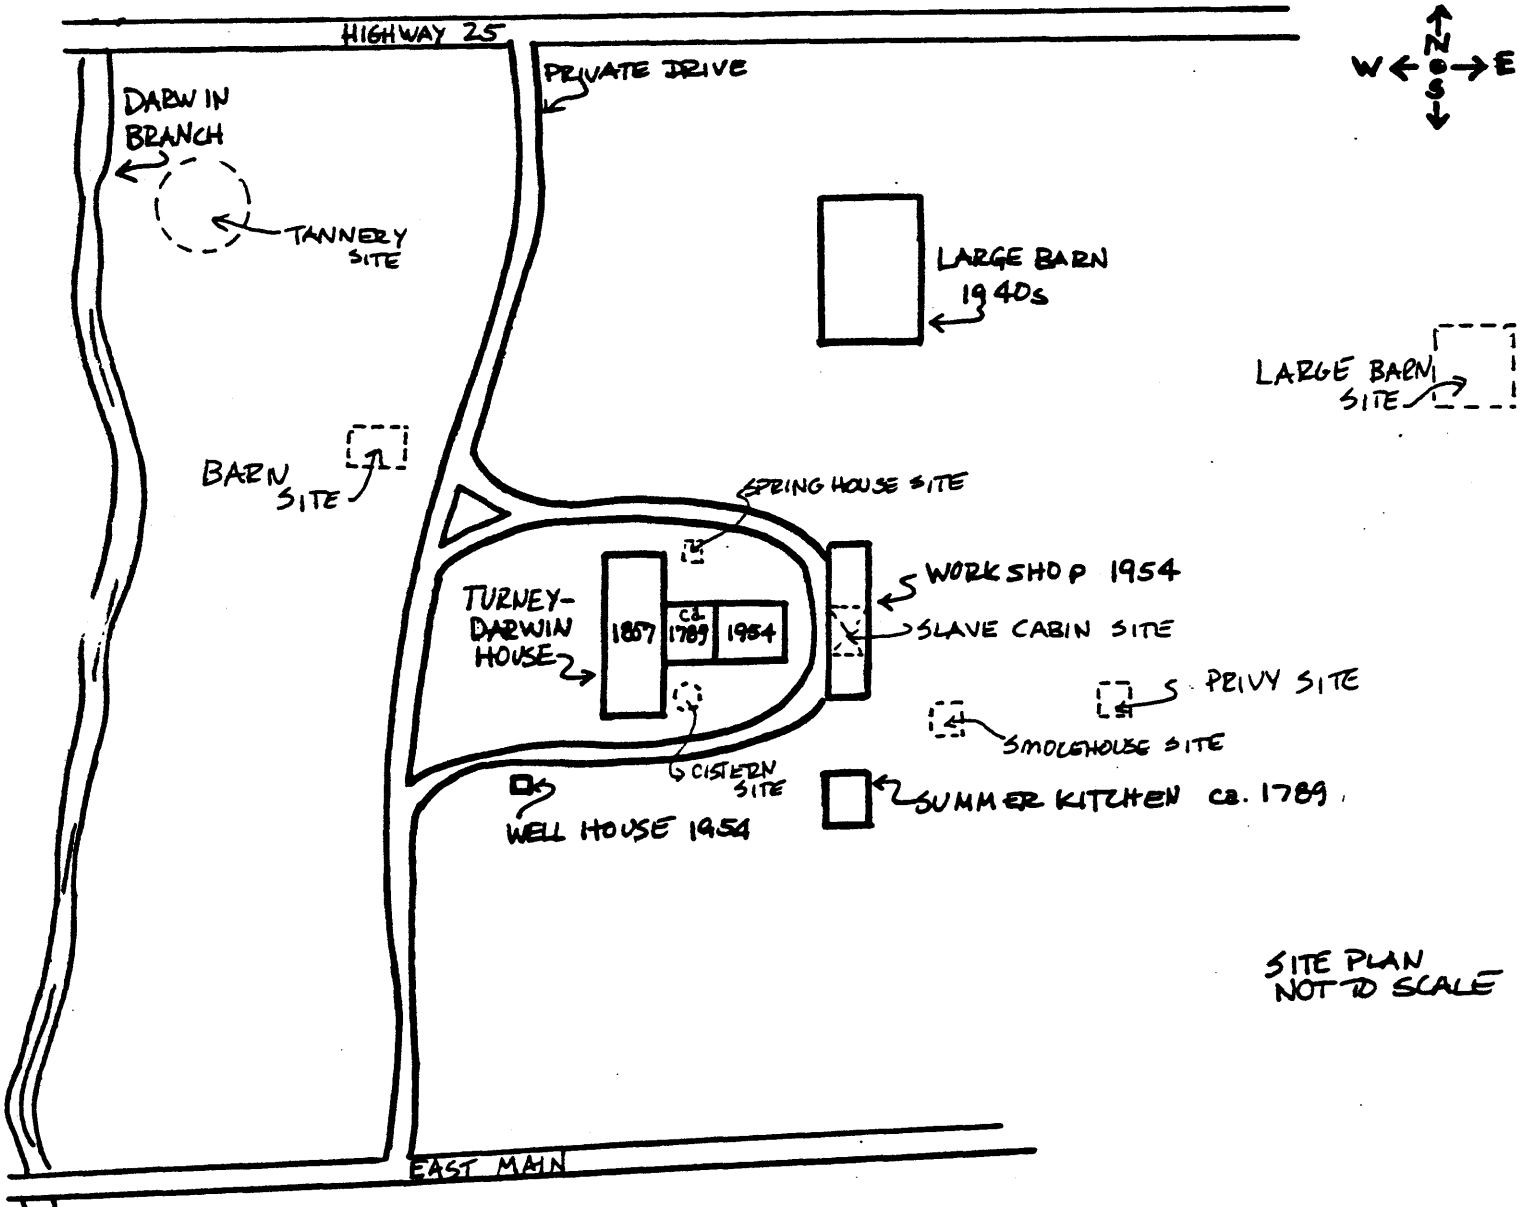 HIGHWAY 25
N
W E
S
PRIVATE DRIVE
DARWIN
BRANCH
TANNERY
SITE
LARGE BARN
1940s
LARGE BARN
SITE
BARN
SITE
SPRING HOUSE SITE
WORKSHOP 1954
TURNEY-
DARWIN
HOUSE
1857
ca.
1789
1954
SLAVE CABIN SITE
PRIVY SITE
SMOKEHOUSE SITE
CISTERN
SITE
SUMMER KITCHEN ca. 1789
WELL HOUSE 1954
SITE PLAN
NOT TO SCALE
EAST MAIN